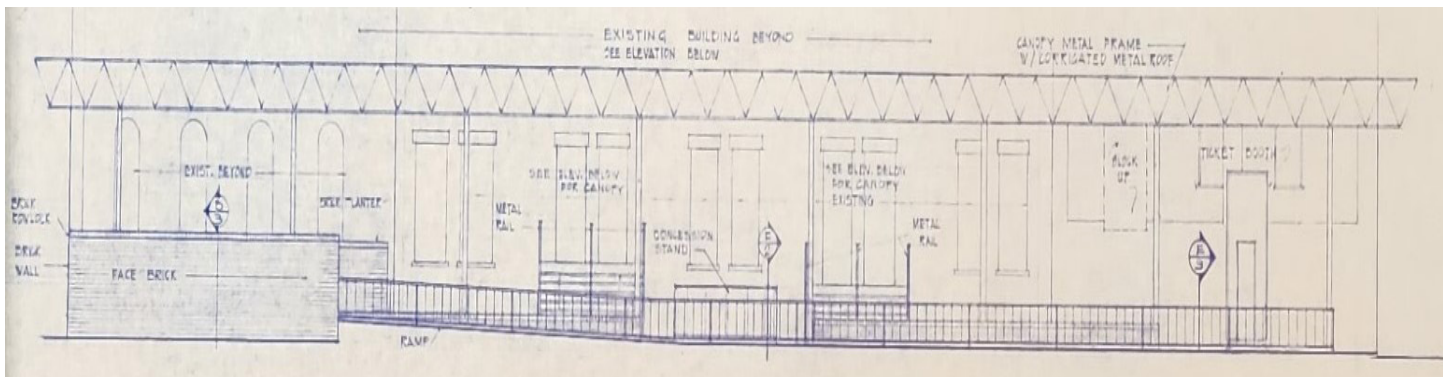 EXISTING BUILDING BEYOND
SEE ELEVATION BELOW
CANOPY METAL FRAME
W/ CORRIGATED METAL ROOF
EXIST. BEYOND
BRICK PLANTER
SEE ELEV. BELOW
FOR CANOPY
SEE ELEV. BELOW
FOR CANOPY
EXISTING
BLOCK
UP
TICKET BOOTH
BRICK
ROWLOCK
BRICK
WALL
FACE BRICK
B
3
METAL
RAIL
CONCESSION
STAND
E
METAL
RAIL
A
3
RAMP